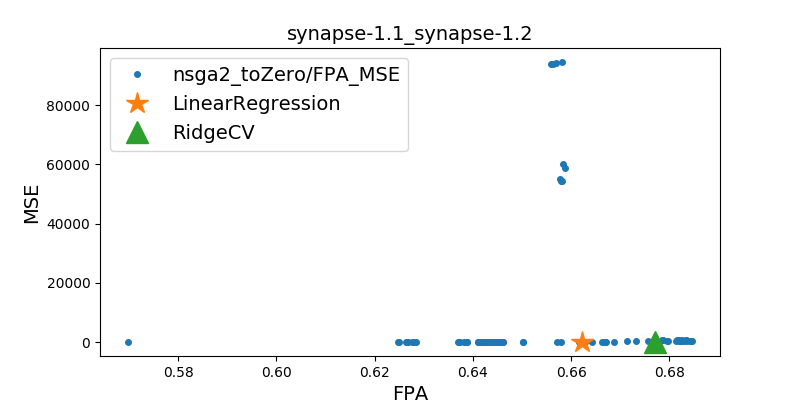 synapse-1.1_synapse-1.2
nsga2_toZero/FPA_MSE
LinearRegression
RidgeCV
MSE
80000
60000
40000
20000
0
0.58 0.60 0.62 0.64 0.66 0.68
FPA